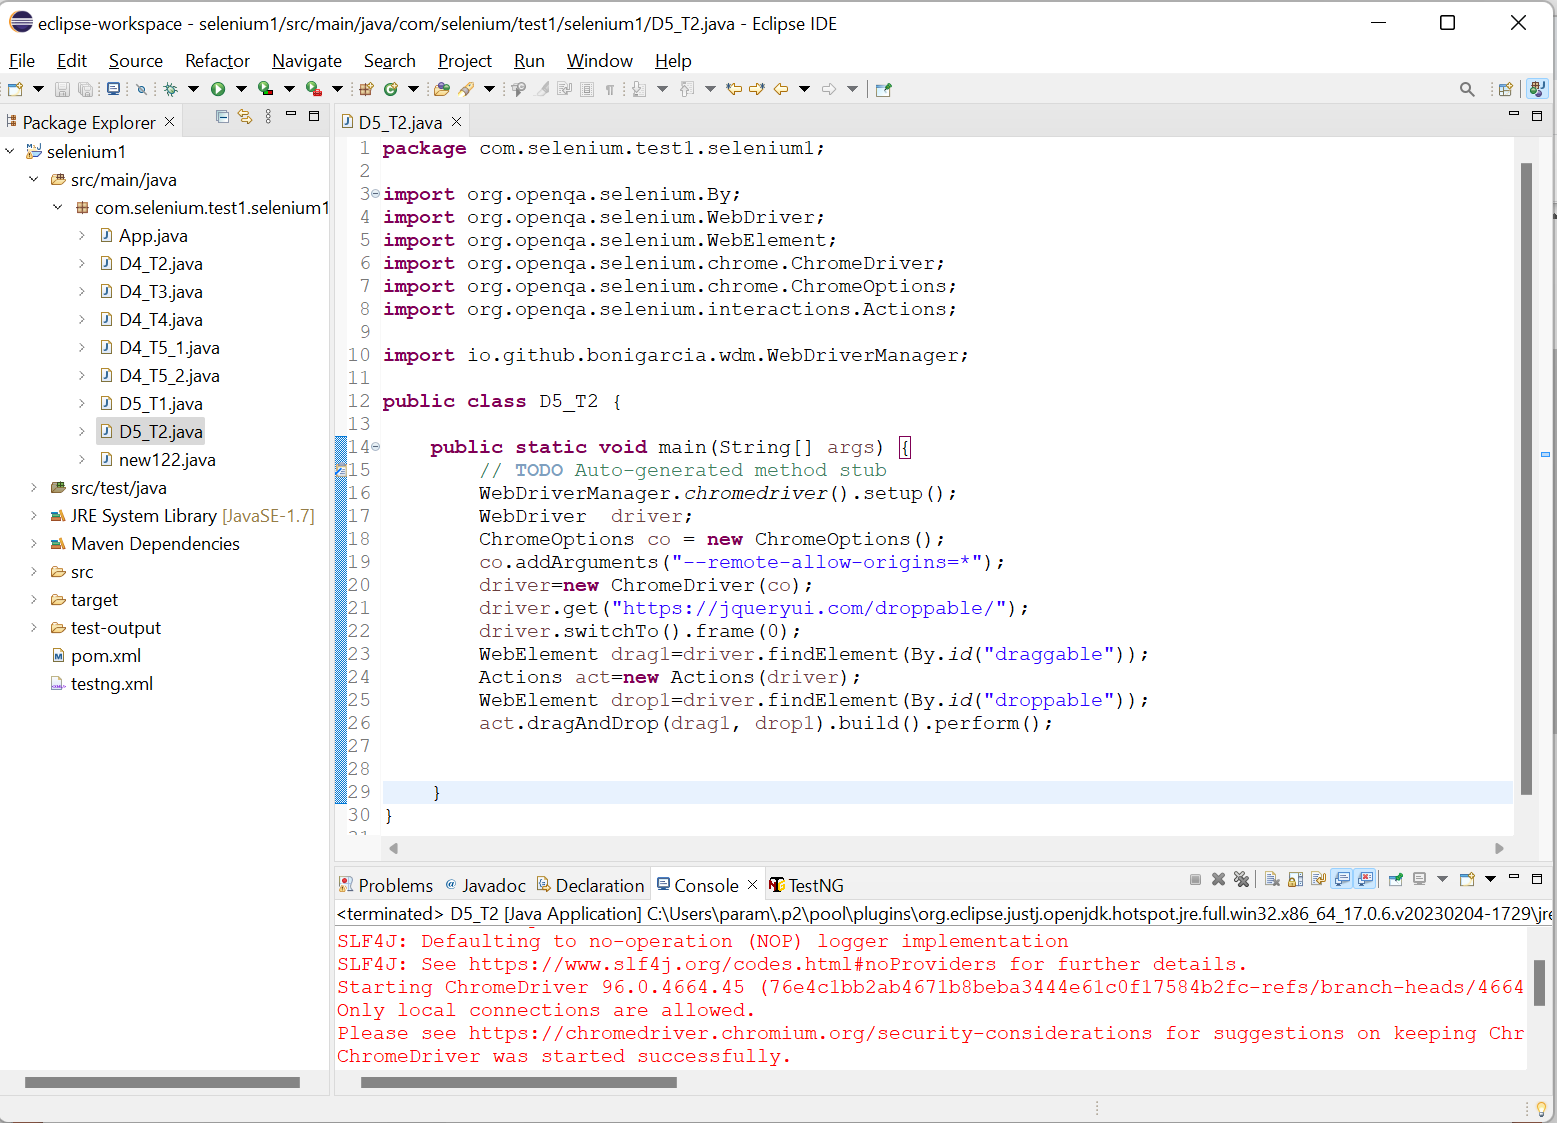 eclipse-workspace - selenium1/src/main/java/com/selenium/test1/selenium1/D5_T2.java - Eclipse IDE
File Edit Source Refactor Navigate Search Project Run Window Help
Package Explorer
selenium1
src/main/java
com.selenium.test1.selenium1
App.java
D4_T2.java
D4_T3.java
D4_T4.java
D4_T5_1.java
D4_T5_2.java
D5_T1.java
D5_T2.java
new122.java
src/test/java
JRE System Library [JavaSE-1.7]
Maven Dependencies
src
target
test-output
pom.xml
testng.xml
D5_T2.java
1 package com.selenium.test1.selenium1;
2
3 import org.openqa.selenium.By;
4 import org.openqa.selenium.WebDriver;
5 import org.openqa.selenium.WebElement;
6 import org.openqa.selenium.chrome.ChromeDriver;
7 import org.openqa.selenium.chrome.ChromeOptions;
8 import org.openqa.selenium.interactions.Actions;
9
10 import io.github.bonigarcia.wdm.WebDriverManager;
11
12 public class D5_T2 {
13
14 public static void main(String[] args) {
15 // TODO Auto-generated method stub
16 WebDriverManager.chromedriver().setup();
17 WebDriver  driver;
18 ChromeOptions co = new ChromeOptions();
19 co.addArguments("--remote-allow-origins=*");
20 driver=new ChromeDriver(co);
21 driver.get("https://jqueryui.com/droppable/");
22 driver.switchTo().frame(0);
23 WebElement drag1=driver.findElement(By.id("draggable"));
24 Actions act=new Actions(driver);
25 WebElement drop1=driver.findElement(By.id("droppable"));
26 act.dragAndDrop(drag1, drop1).build().perform();
27
28
29 }
30 }
Problems Javadoc Declaration Console TestNG
<terminated> D5_T2 [Java Application] C:\Users\param\.p2\pool\plugins\org.eclipse.justj.openjdk.hotspot.jre.full.win32.x86_64_17.0.6.v20230204-1729\jre
SLF4J: Defaulting to no-operation (NOP) logger implementation
SLF4J: See https://www.slf4j.org/codes.html#noProviders for further details.
Starting ChromeDriver 96.0.4664.45 (76e4c1bb2ab4671b8beba3444e61c0f17584b2fc-refs/branch-heads/4664
Only local connections are allowed.
Please see https://chromedriver.chromium.org/security-considerations for suggestions on keeping Chr
ChromeDriver was started successfully.